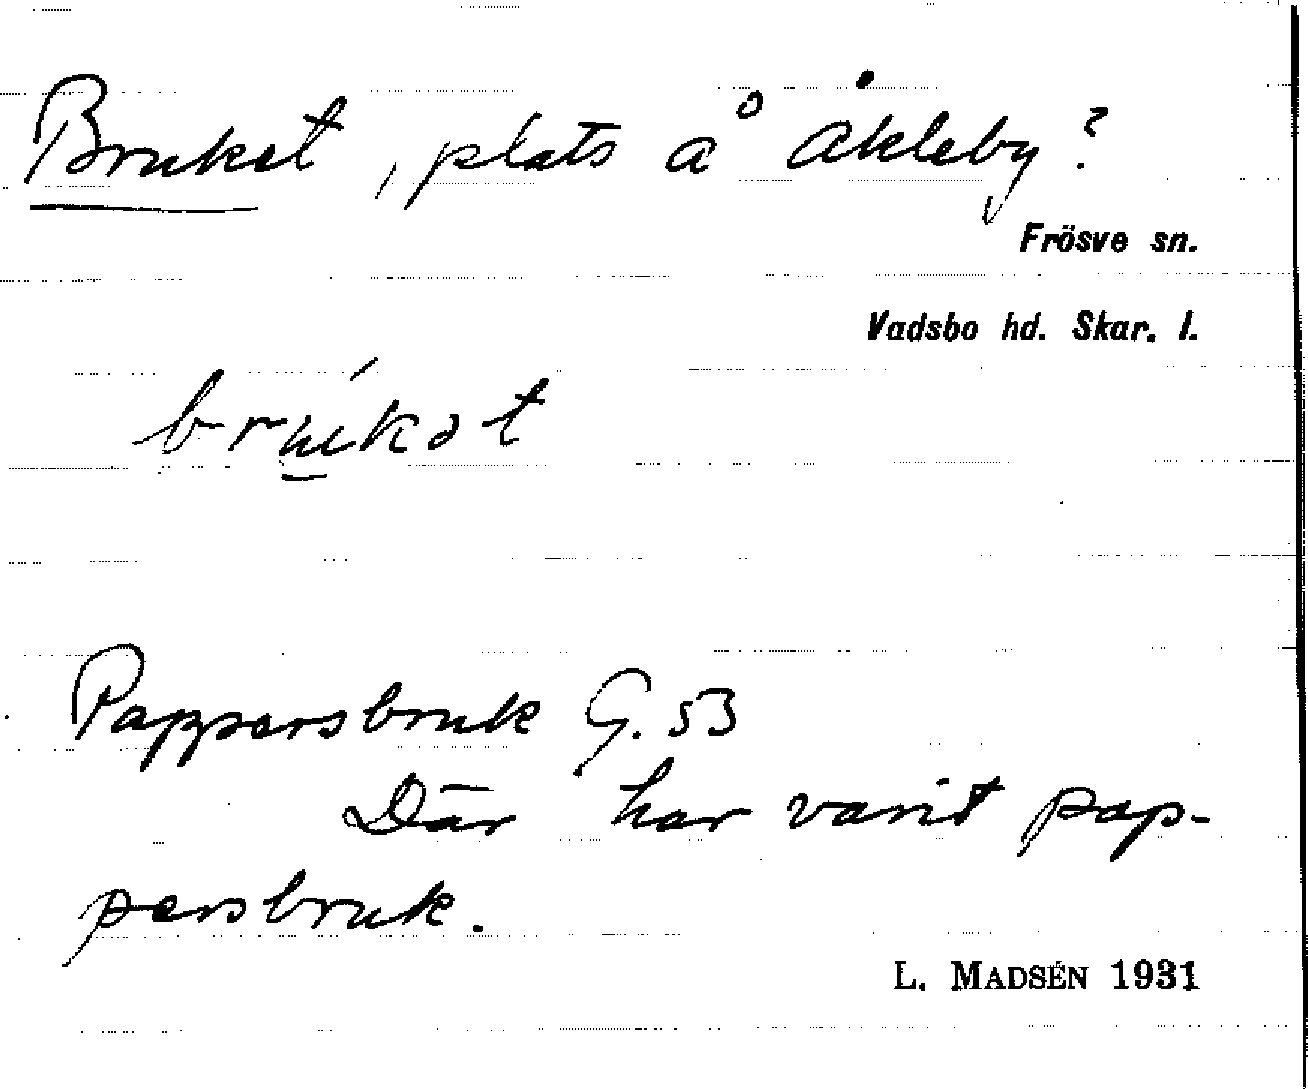 Bruket, plats å Åkleby?
Frösve sn.
Vadsbo hd. Skar. l.
brúkət
Pappersbruk G. 53
Där har varit pap-
persbruk.
L. MADSÉN 1931